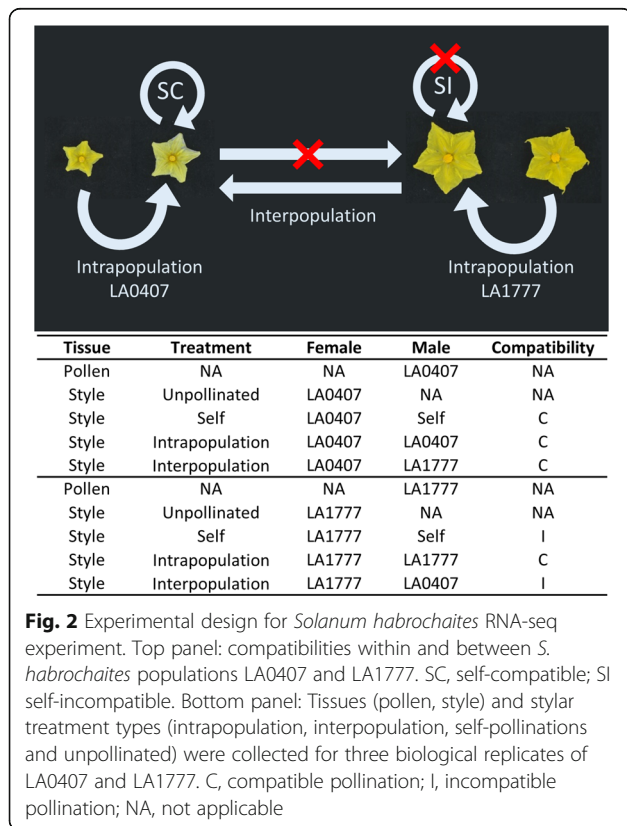 SC
SI
Interpopulation
Intrapopulation
LA0407
Intrapopulation
LA1777
Tissue Treatment Female Male Compatibility
Pollen NA NA LA0407 NA
Style Unpollinated LA0407 NA NA
Style Self LA0407 Self C
Style Intrapopulation LA0407 LA0407 C
Style Interpopulation LA0407 LA1777 C
Pollen NA NA LA1777 NA
Style Unpollinated LA1777 NA NA
Style Self LA1777 Self I
Style Intrapopulation LA1777 LA1777 C
Style Interpopulation LA1777 LA0407 I
Fig. 2 Experimental design for Solanum habrochaites RNA-seq
experiment. Top panel: compatibilities within and between S.
habrochaites populations LA0407 and LA1777. SC, self-compatible; SI
self-incompatible. Bottom panel: Tissues (pollen, style) and stylar
treatment types (intrapopulation, interpopulation, self-pollinations
and unpollinated) were collected for three biological replicates of
LA0407 and LA1777. C, compatible pollination; I, incompatible
pollination; NA, not applicable